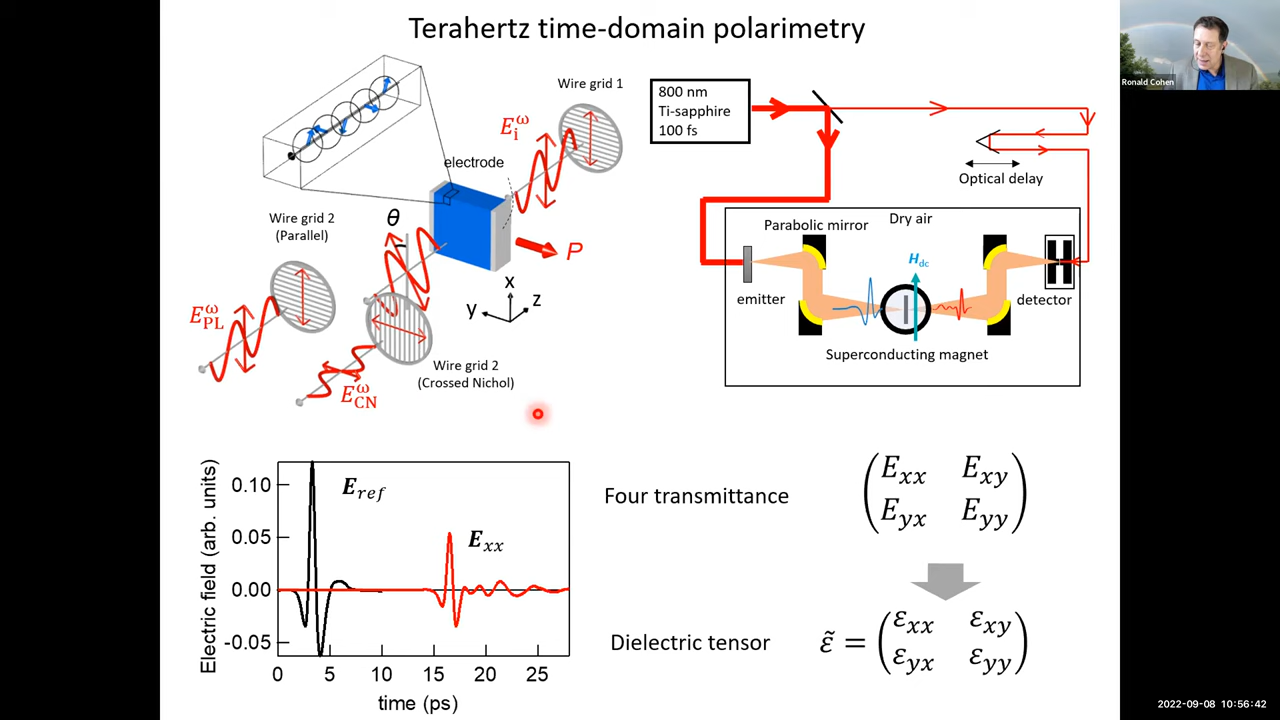 Terahertz time-domain polarimetry
Ronald Cohen
Wire grid 1
E_i^ω
electrode
Wire grid 2
(Parallel)
θ
P
x
y
z
E_PL^ω
Wire grid 2
(Crossed Nichol)
E_CN^ω
800 nm
Ti-sapphire
100 fs
Optical delay
Parabolic mirror
Dry air
H_dc
emitter
detector
Superconducting magnet
Electric field (arb. units)
0.10
0.05
0.00
-0.05
E_ref
E_xx
0 5 10 15 20 25
time (ps)
Four transmittance
E_xx E_xy
E_yx E_yy
Dielectric tensor
ε̃ = ( ε_xx ε_xy
ε_yx ε_yy )
2022-09-08 10:56:42